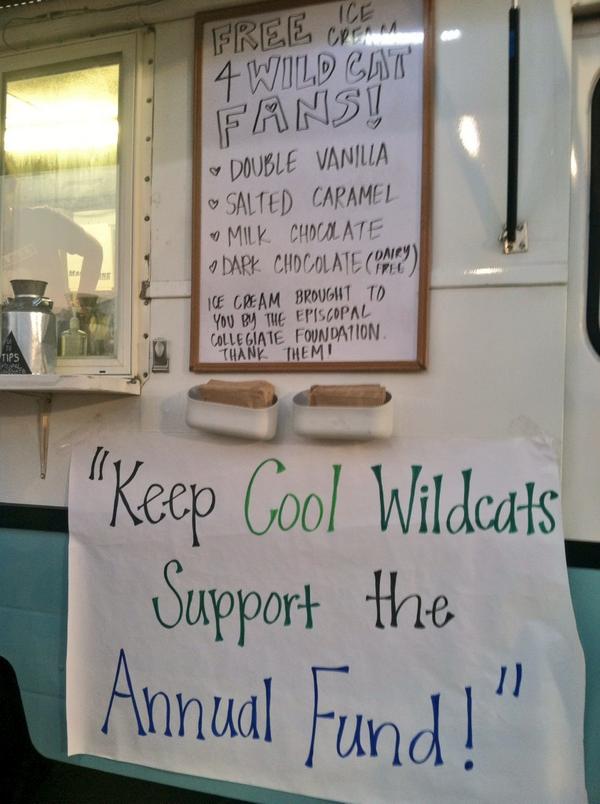 FREE ICE CREAM
4 WILD CAT
FANS!
DOUBLE VANILLA
SALTED CARAMEL
MILK CHOCOLATE
DARK CHOCOLATE (DAIRY FREE)
ICE CREAM BROUGHT TO
YOU BY THE EPISCOPAL
COLLEGIATE FOUNDATION.
THANK THEM!
TIPS
"Keep Cool Wildcats
Support the
Annual Fund!"